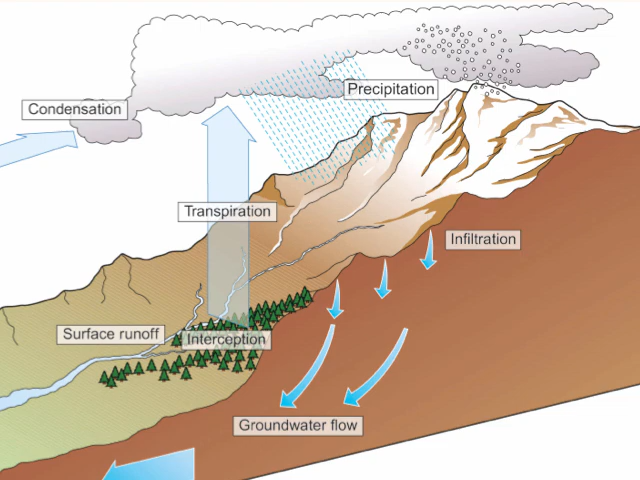 Precipitation
Condensation
Transpiration
Infiltration
Surface runoff
Interception
Groundwater flow